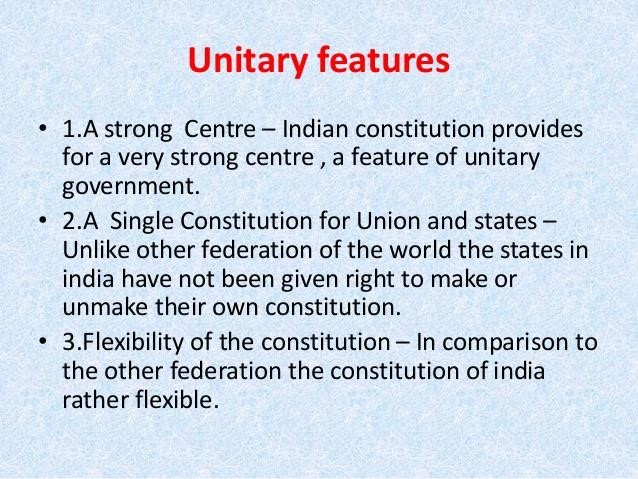 Unitary features
• 1.A strong Centre – Indian constitution provides
for a very strong centre , a feature of unitary
government.
• 2.A Single Constitution for Union and states –
Unlike other federation of the world the states in
india have not been given right to make or
unmake their own constitution.
• 3.Flexibility of the constitution – In comparison to
the other federation the constitution of india
rather flexible.